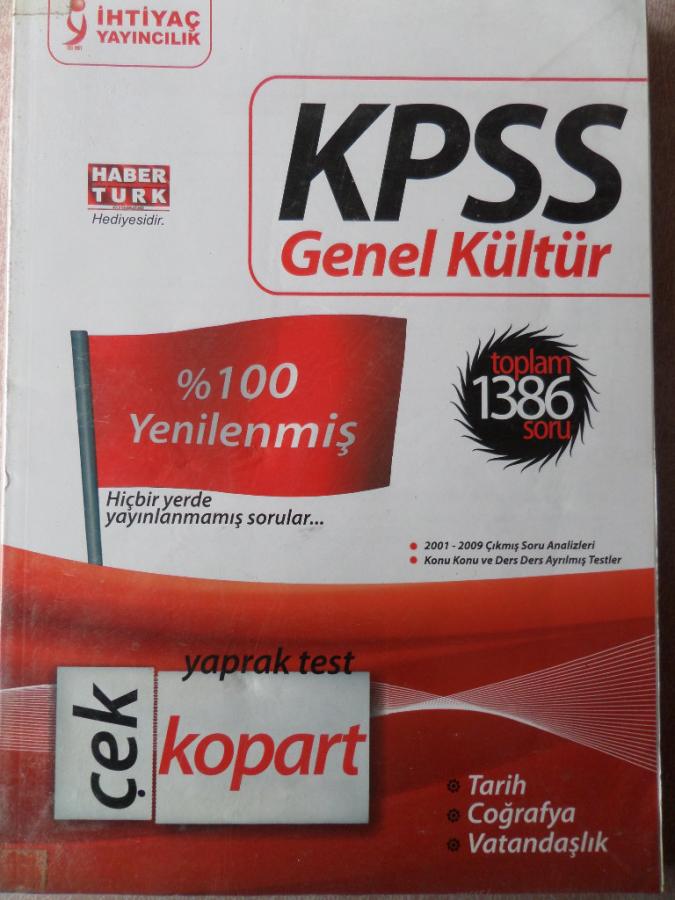 İHTİYAÇ
YAYINCILIK
KPSS
Genel Kültür
HABER
TURK
Hediyesidir.
%100
Yenilenmiş
toplam
1386
soru
Hiçbir yerde
yayınlanmamış sorular...
2001 - 2009 Çıkmış Soru Analizleri
Konu Konu ve Ders Ders Ayrılmış Testler
yaprak test
çek
kopart
Tarih
Coğrafya
Vatandaşlık